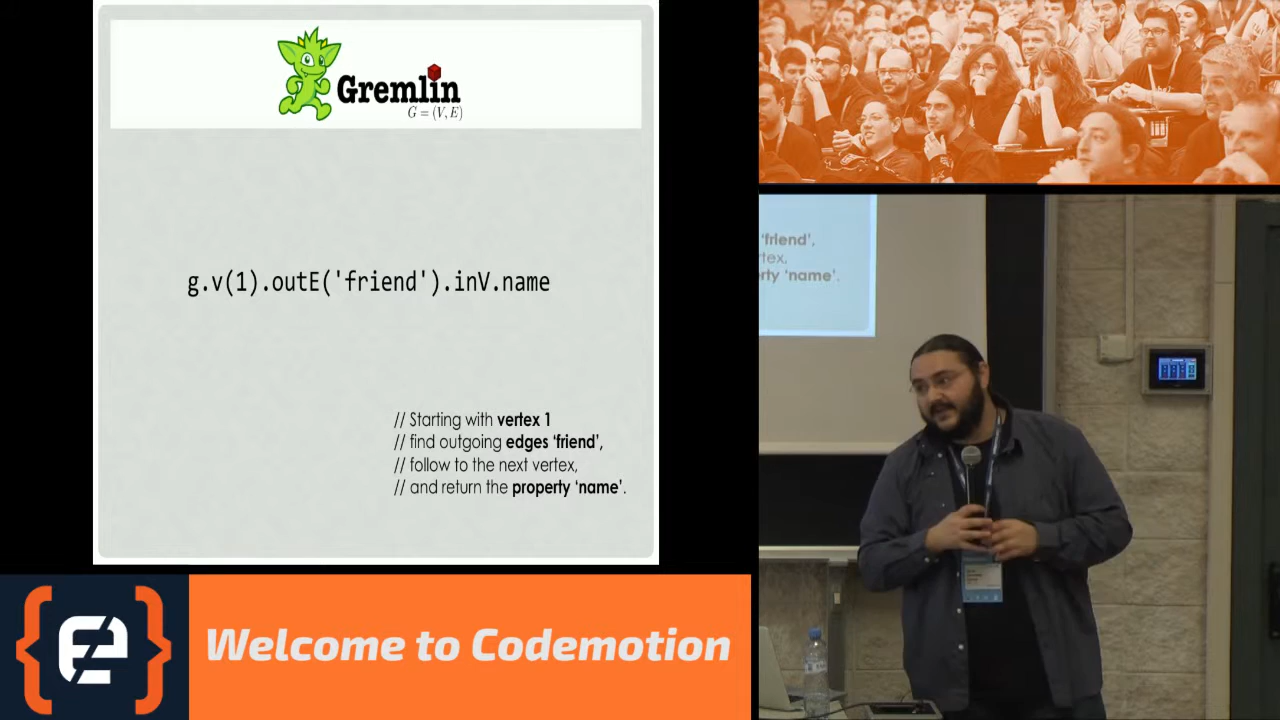 Gremlin
G = (V, E)
g.v(1).outE('friend').inV.name
// Starting with vertex 1
// find outgoing edges 'friend',
// follow to the next vertex,
// and return the property 'name'.
Welcome to Codemotion
'friend',
rtex,
erty 'name'.